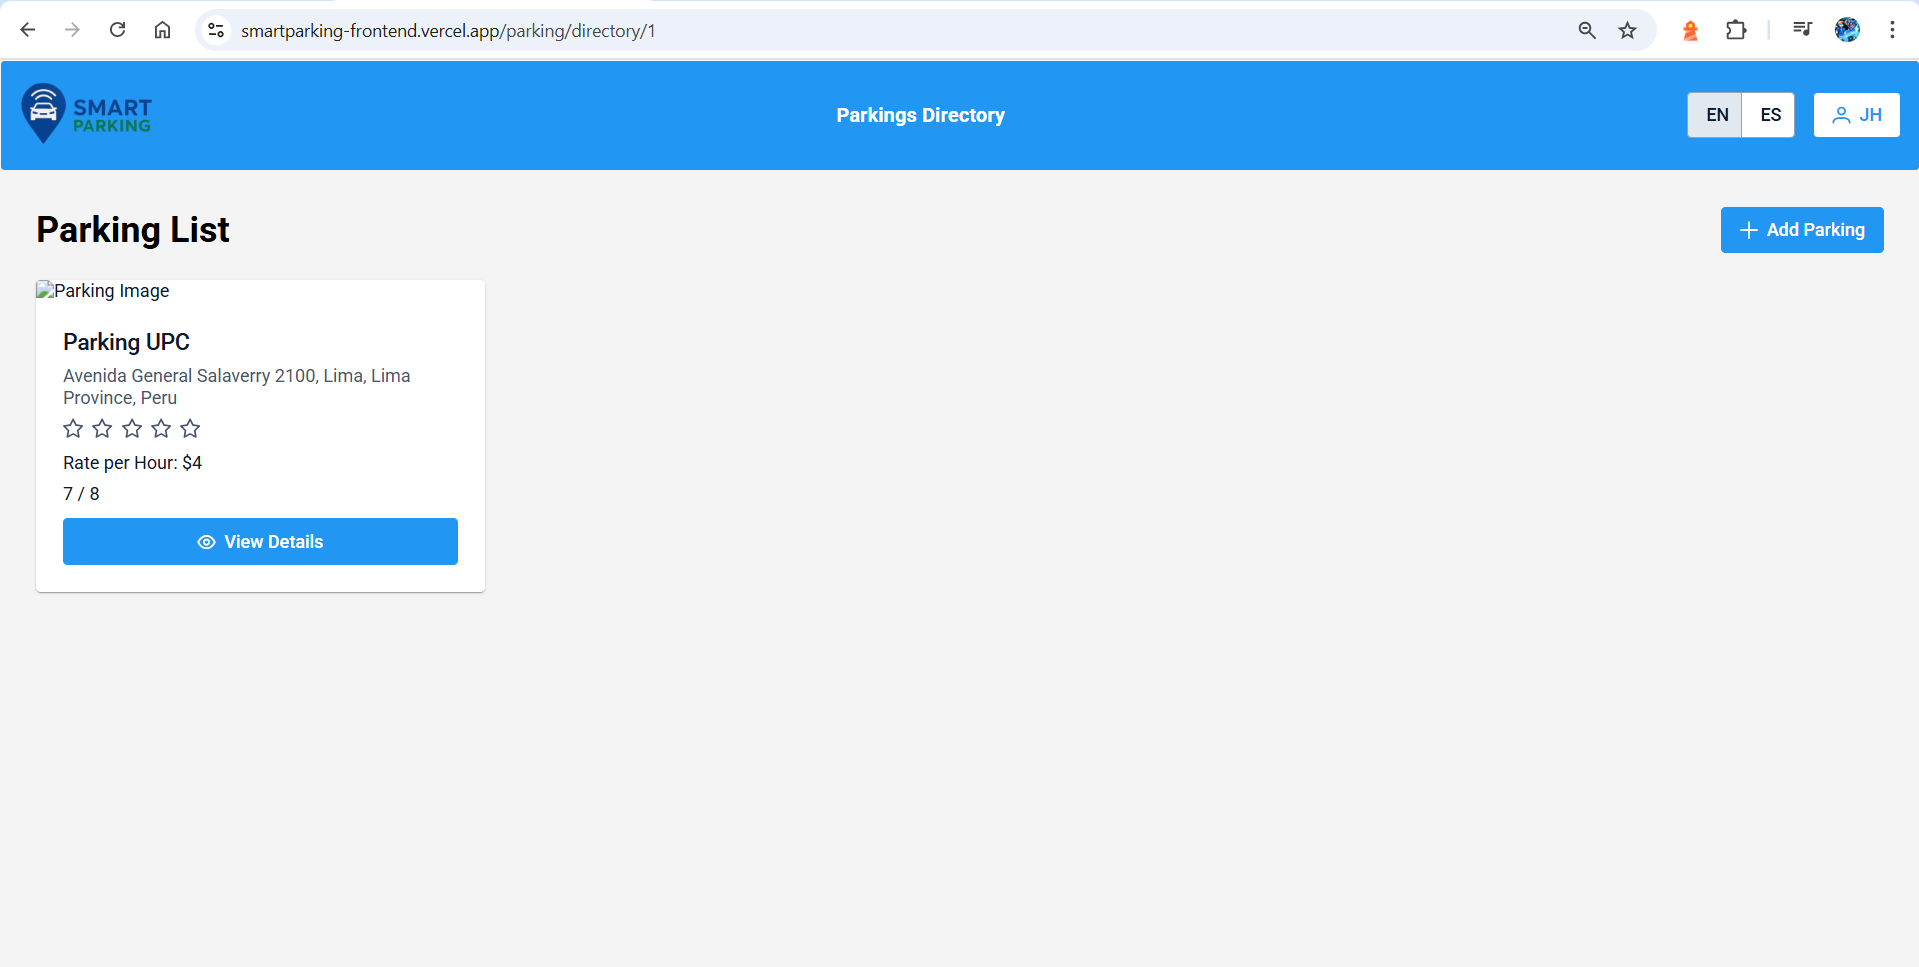 smartparking-frontend.vercel.app/parking/directory/1
SMART
PARKING
Parkings Directory
EN
ES
JH
Parking List
Add Parking
Parking Image
Parking UPC
Avenida General Salaverry 2100, Lima, Lima
Province, Peru
Rate per Hour: $4
7 / 8
View Details